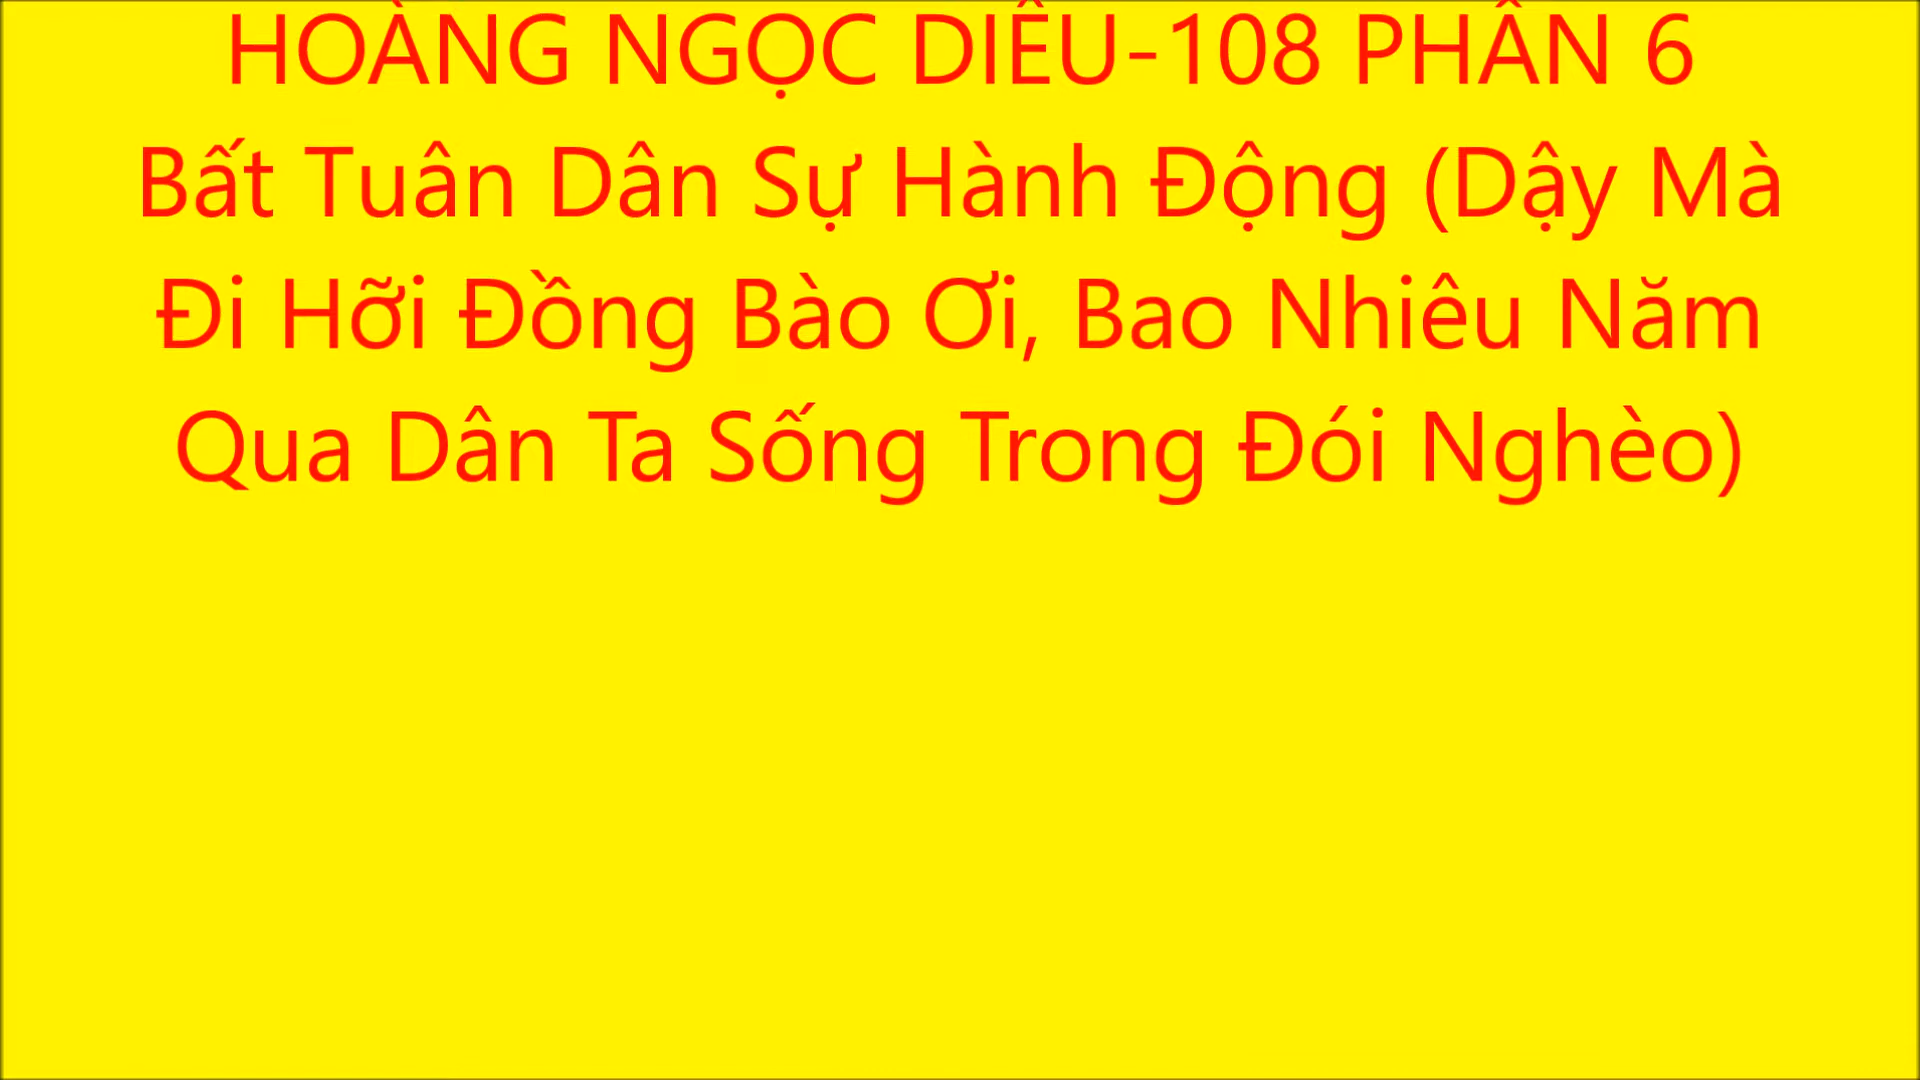 HOÀNG NGỌC DIÊU-108 PHẦN 6
Bất Tuân Dân Sự Hành Động (Dậy Mà
Đi Hỡi Đồng Bào Ơi, Bao Nhiêu Năm
Qua Dân Ta Sống Trong Đói Nghèo)